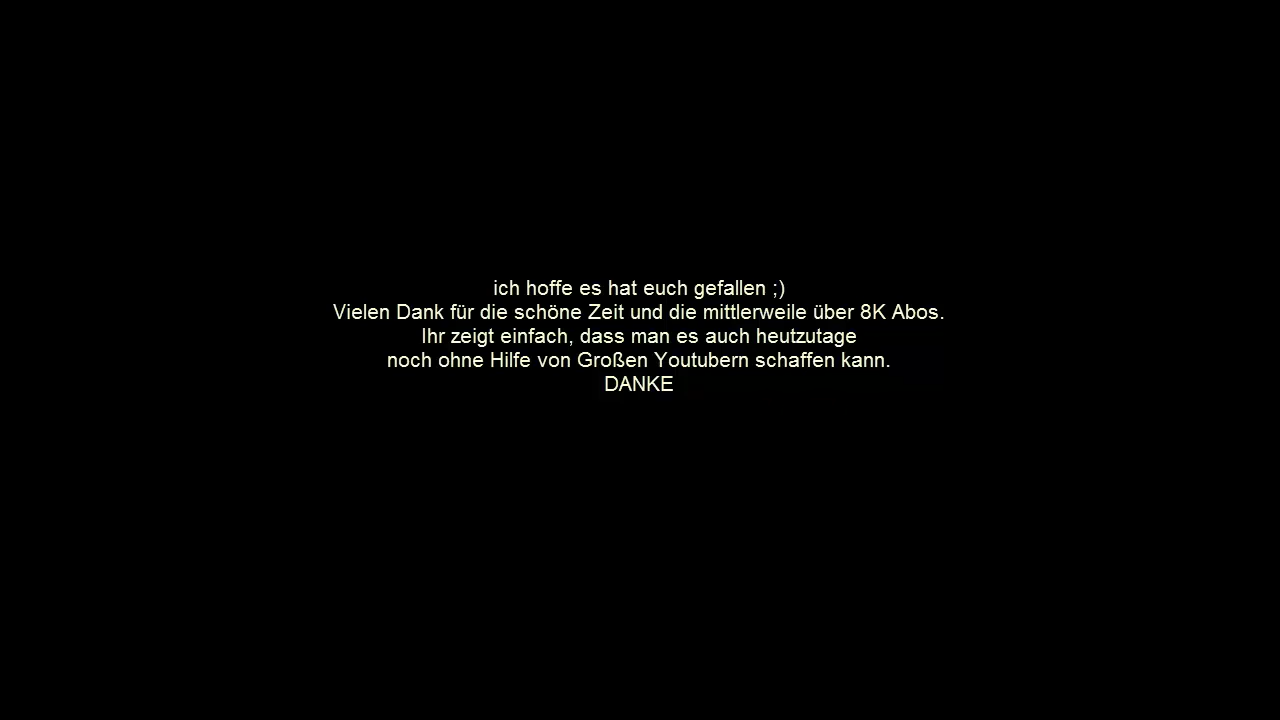 ich hoffe es hat euch gefallen ;)
Vielen Dank für die schöne Zeit und die mittlerweile über 8K Abos.
Ihr zeigt einfach, dass man es auch heutzutage
noch ohne Hilfe von Großen Youtubern schaffen kann.
DANKE